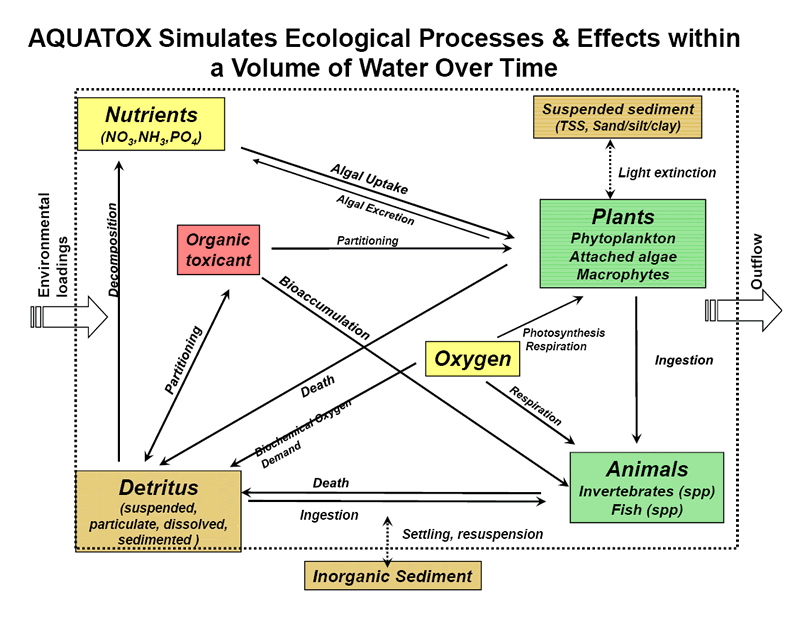 AQUATOX Simulates Ecological Processes & Effects within
a Volume of Water Over Time
Nutrients
(NO3,NH3,PO4)
Suspended sediment
(TSS, Sand/silt/clay)
Algal Uptake
Algal Excretion
Light extinction
Environmental
loadings
Decomposition
Organic
toxicant
Partitioning
Plants
Phytoplankton
Attached algae
Macrophytes
Outflow
Bioaccumulation
Partitioning
Death
Oxygen
Photosynthesis
Respiration
Ingestion
Respiration
Biochemical Oxygen
Demand
Detritus
(suspended,
particulate, dissolved,
sedimented )
Death
Ingestion
Animals
Invertebrates (spp)
Fish (spp)
Settling, resuspension
Inorganic Sediment